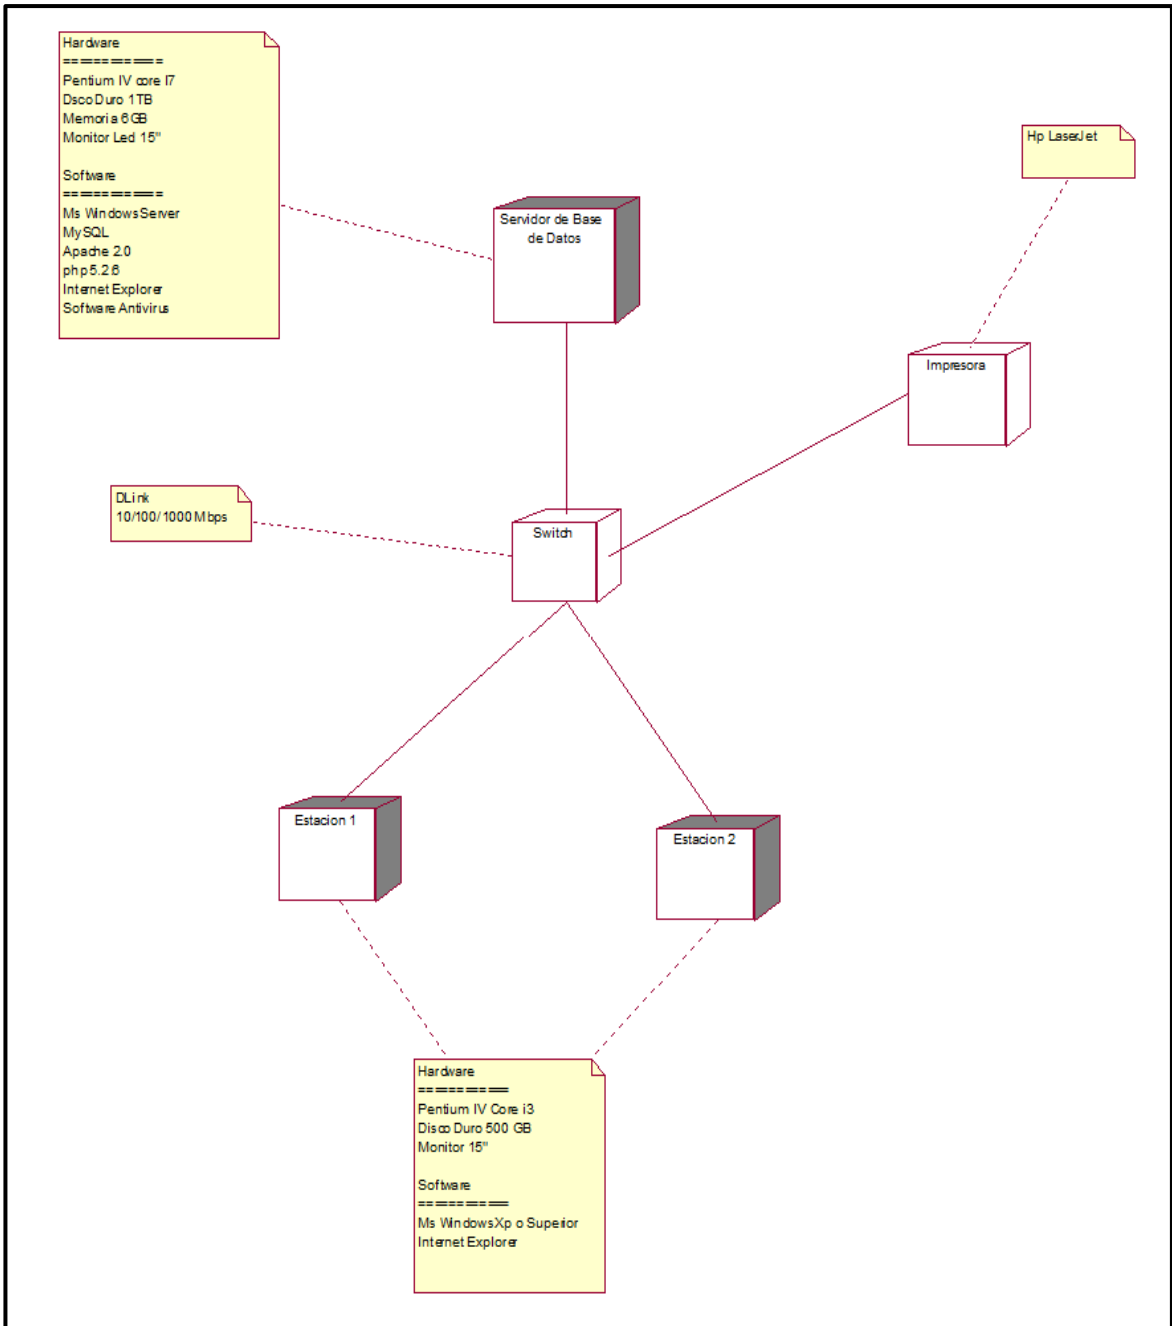 Hardware
=============
Pentium IV core I7
DscoDuro 1TB
Memoria 6GB
Monitor Led 15"
Software
=============
Ms WindowsServer
MySQL
Apache 2.0
php5.2.6
Internet Explorer
Software Antivirus
Hp LaserJet
Servidor de Base
de Datos
Impresora
DLink
10/100/1000 Mbps
Switch
Estacion 1
Estacion 2
Hardware
============
Pentium IV Core i3
Disco Duro 500 GB
Monitor 15"
Software
============
Ms WindowsXp o Superior
Internet Explorer